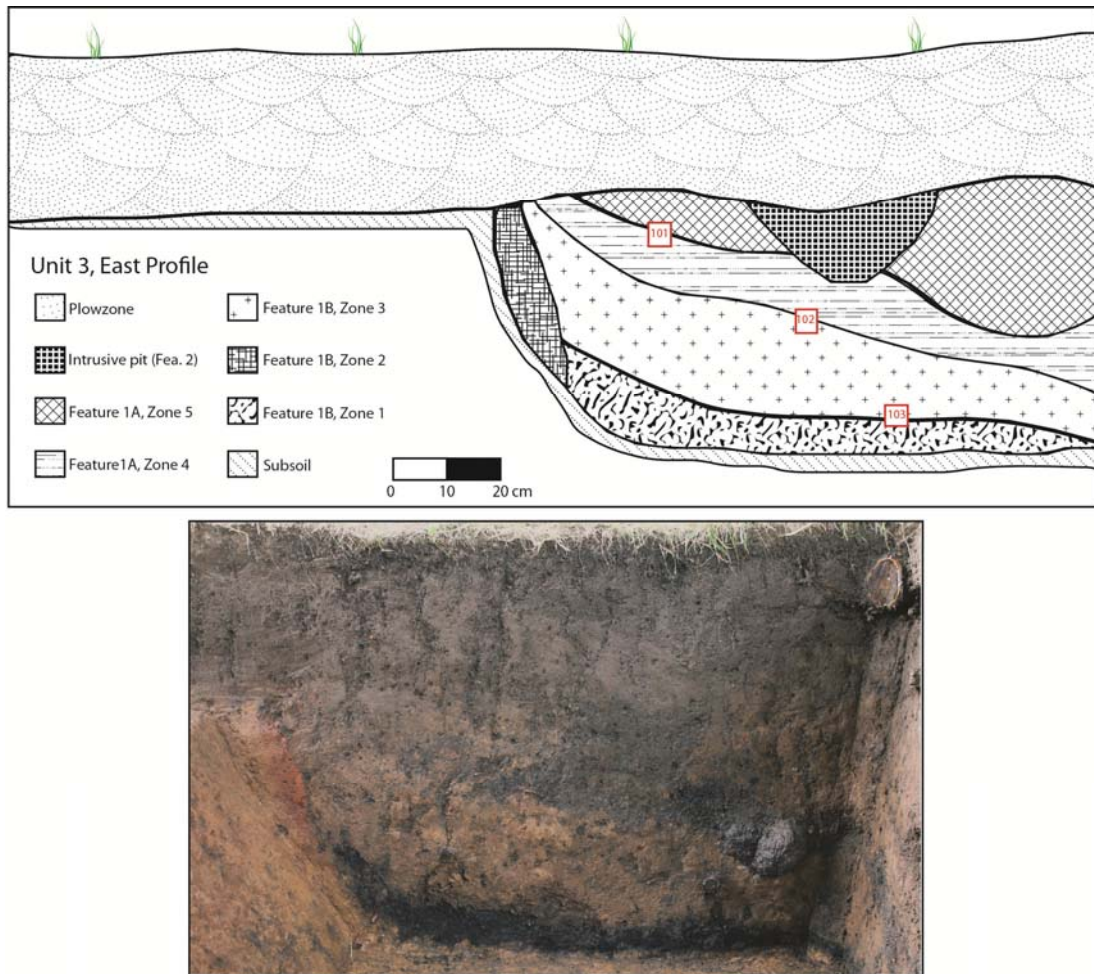 101
102
103
Unit 3, East Profile
Plowzone
Intrusive pit (Fea. 2)
Feature 1A, Zone 5
Feature1A, Zone 4
Feature 1B, Zone 3
Feature 1B, Zone 2
Feature 1B, Zone 1
Subsoil
0 10 20 cm